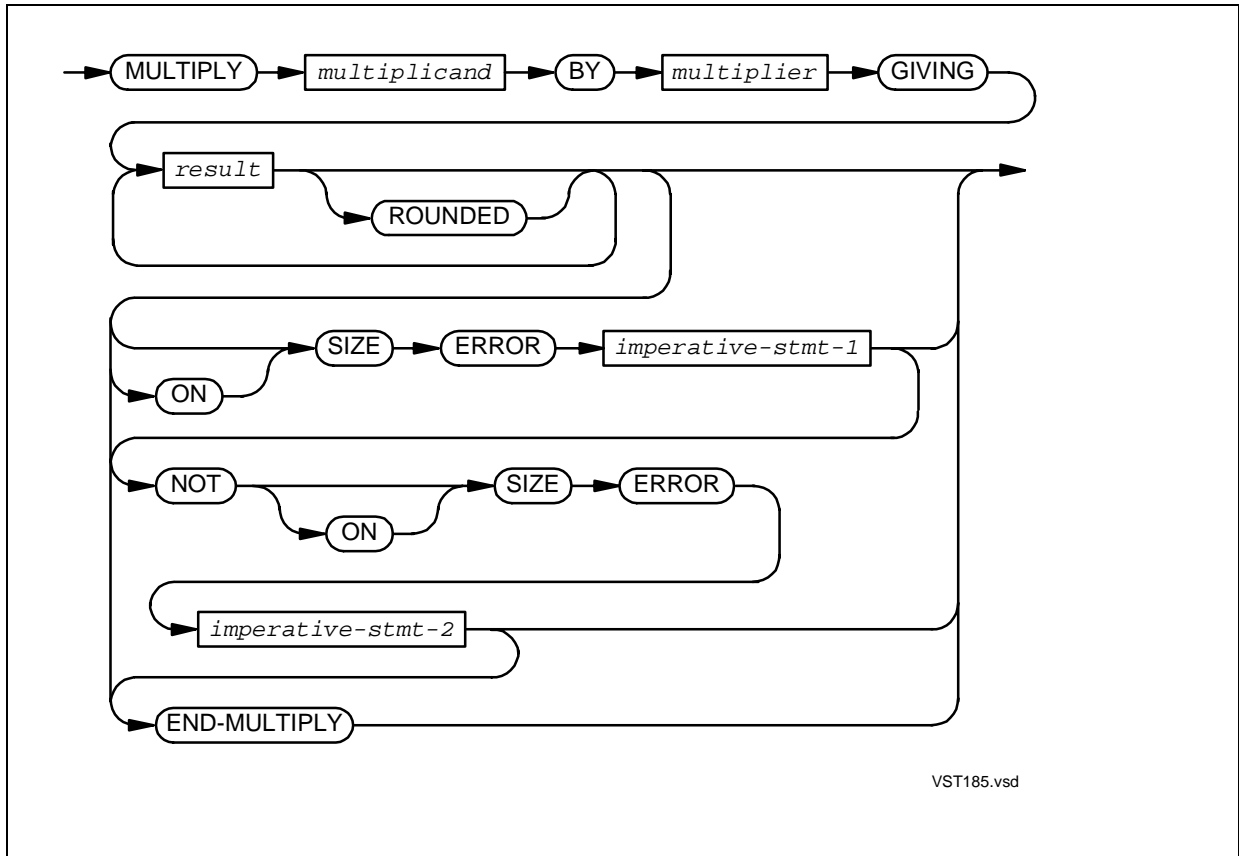 MULTIPLY multiplicand BY multiplier GIVING
result
ROUNDED
SIZE ERROR imperative-stmt-1
ON
NOT SIZE ERROR
ON
imperative-stmt-2
END-MULTIPLY
VST185.vsd